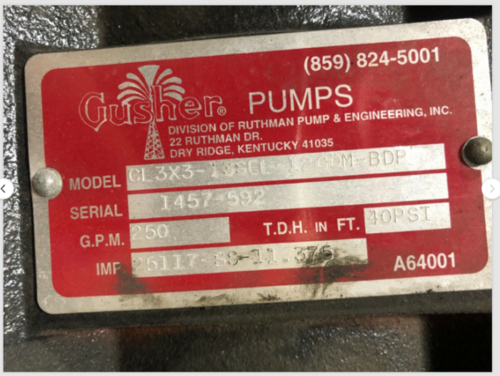 (859) 824-5001
Gusher® PUMPS
DIVISION OF RUTHMAN PUMP & ENGINEERING, INC.
22 RUTHMAN DR.
DRY RIDGE, KENTUCKY 41035
MODEL
SERIAL 1457-592
G.P.M. 250 T.D.H. IN FT. 40PSI
IMP.
A64001